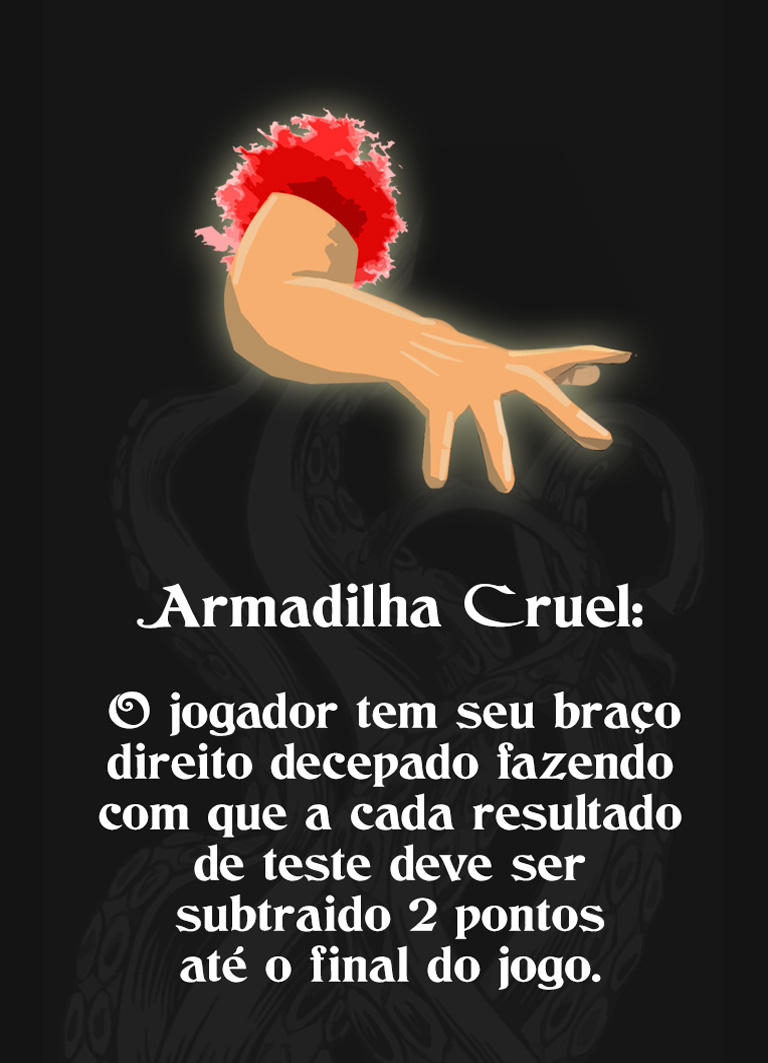 Armadilha Cruel:
O jogador tem seu braço
direito decepado fazendo
com que a cada resultado
de teste deve ser
subtraido 2 pontos
até o final do jogo.